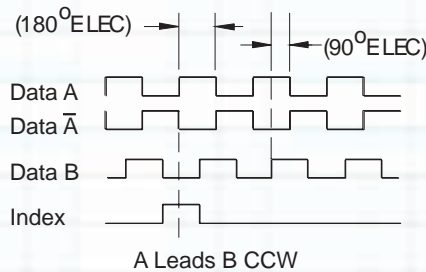 (180°ELEC)
(90°ELEC)
Data A
Data A̅
Data B
Index
A Leads B CCW